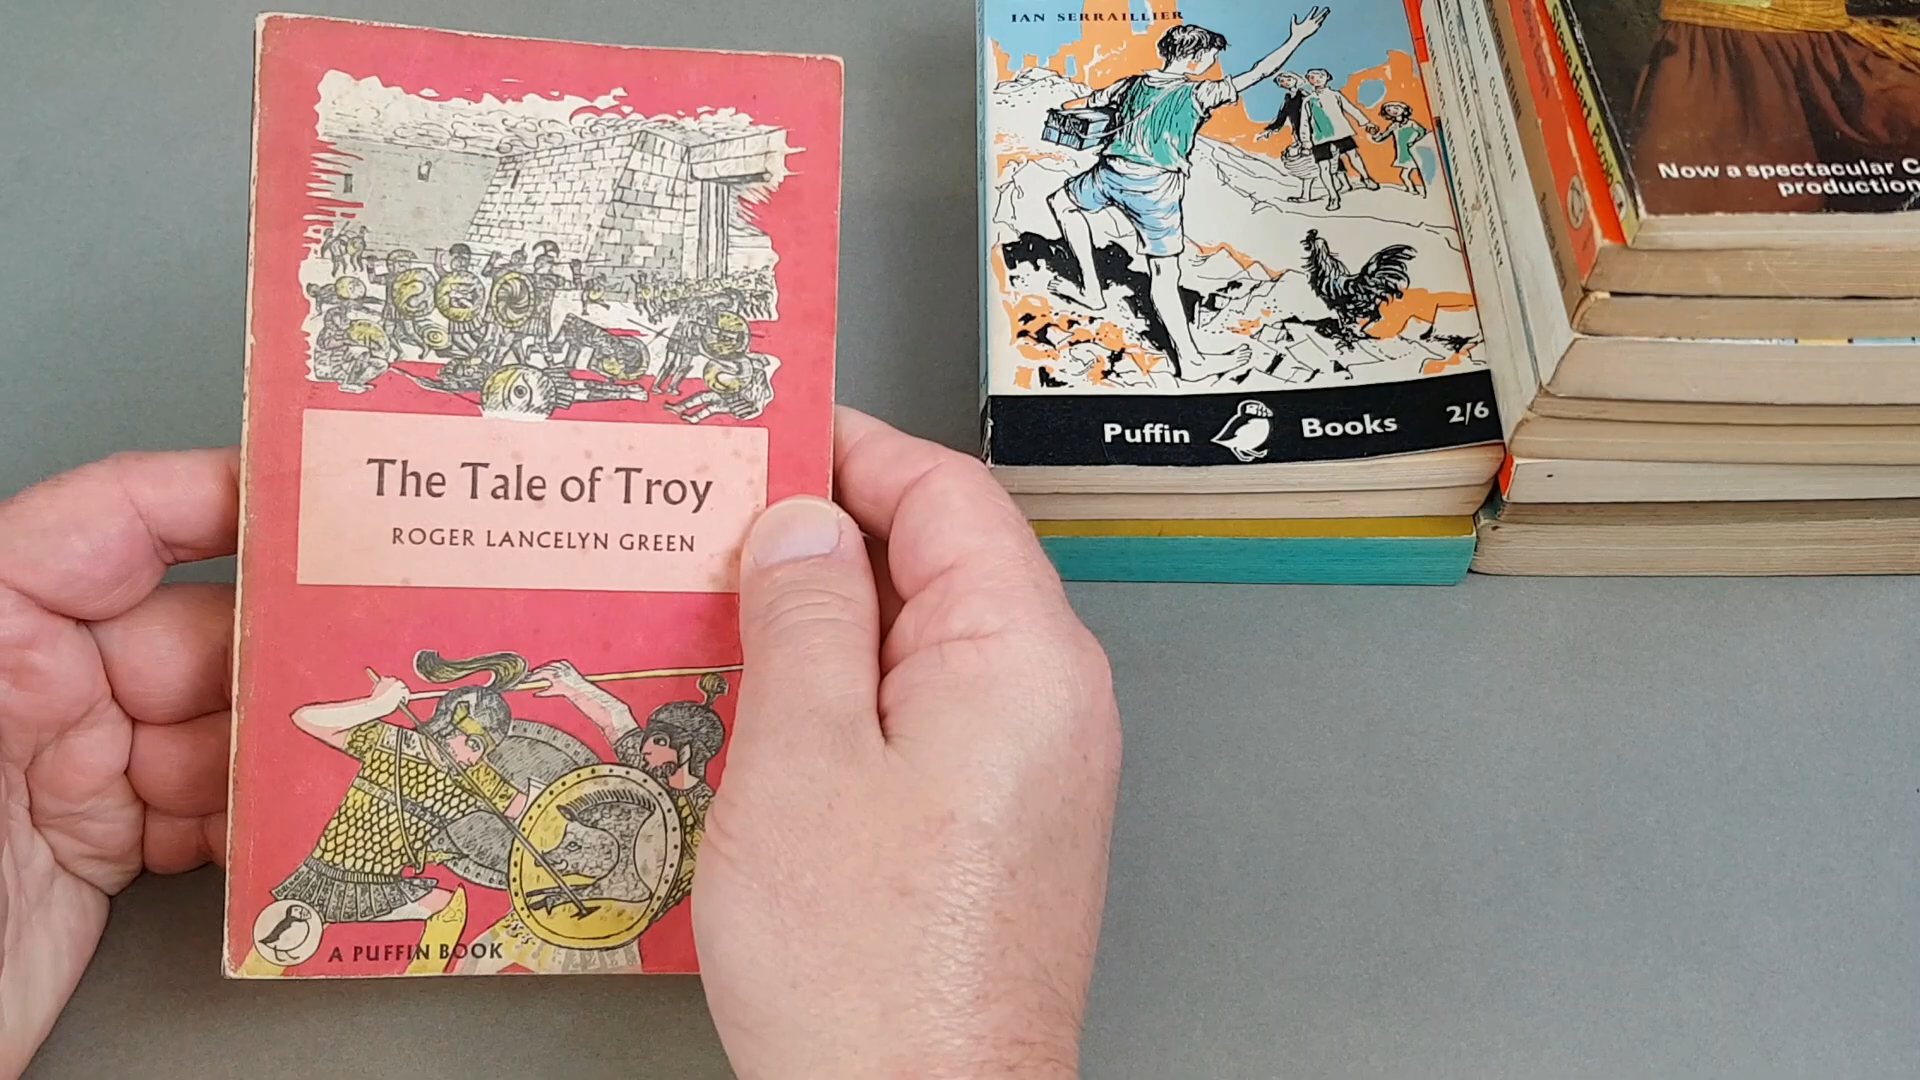 The Tale of Troy
ROGER LANCELYN GREEN
A PUFFIN BOOK
IAN SERRAILLIER
Puffin Books 2/6
Now a spectacular C
production